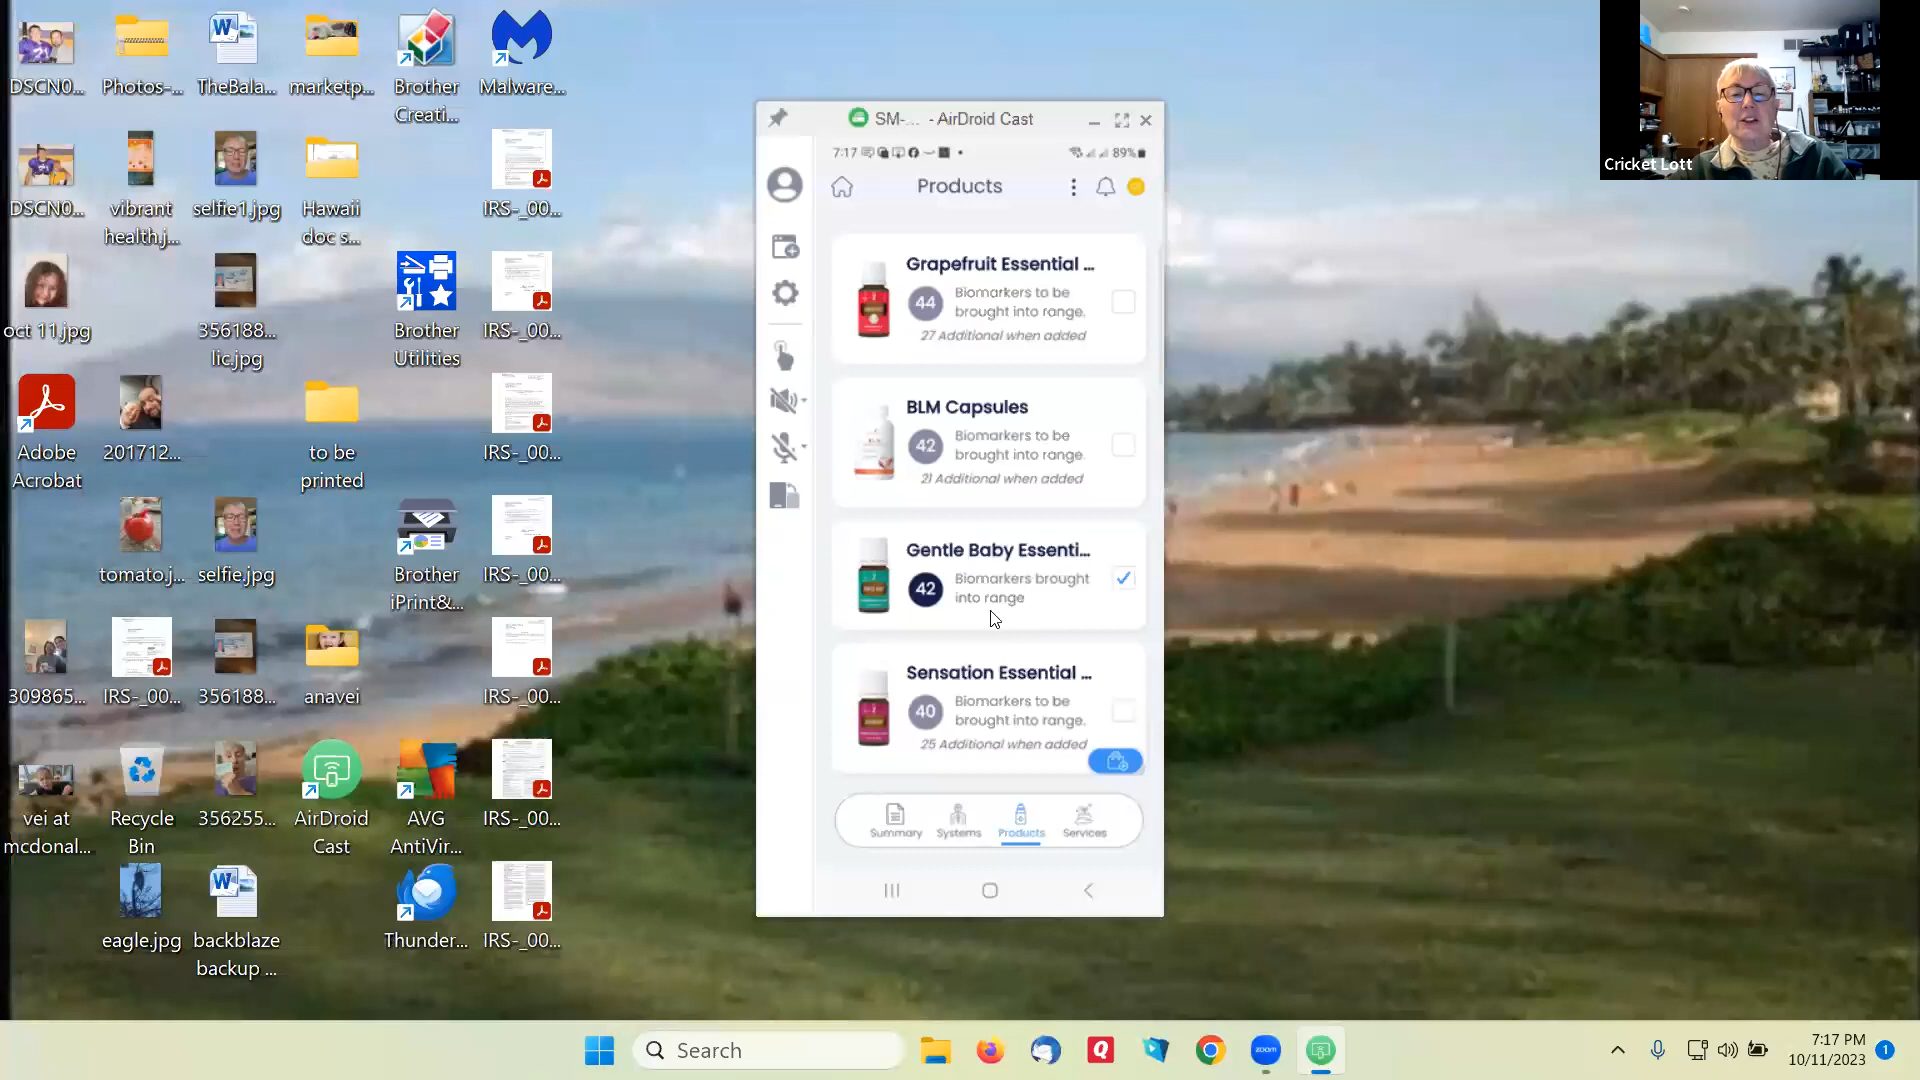 DSCN0...
Photos-...
TheBala...
marketp...
Brother
Creati...
Malware...
DSCN0...
vibrant
health.j...
selfie1.jpg
Hawaii
doc s...
IRS-_00...
oct 11.jpg
356188...
lic.jpg
Brother
Utilities
IRS-_00...
Adobe
Acrobat
201712...
to be
printed
IRS-_00...
tomato.j...
selfie.jpg
Brother
iPrint&...
IRS-_00...
309865...
IRS-_00...
356188...
anavei
IRS-_00...
vei at
mcdonal...
Recycle
Bin
356255...
AirDroid
Cast
AVG
AntiVir...
IRS-_00...
eagle.jpg
backblaze
backup ...
Thunder...
IRS-_00...
SM-... - AirDroid Cast
7:17
89%
Products
Grapefruit Essential ...
44
Biomarkers to be
brought into range.
27 Additional when added
BLM Capsules
42
Biomarkers to be
brought into range.
21 Additional when added
Gentle Baby Essenti...
42
Biomarkers brought
into range
Sensation Essential ...
40
Biomarkers to be
brought into range.
25 Additional when added
Summary
Systems
Products
Services
Cricket Lott
Search
zoom
7:17 PM
10/11/2023
1